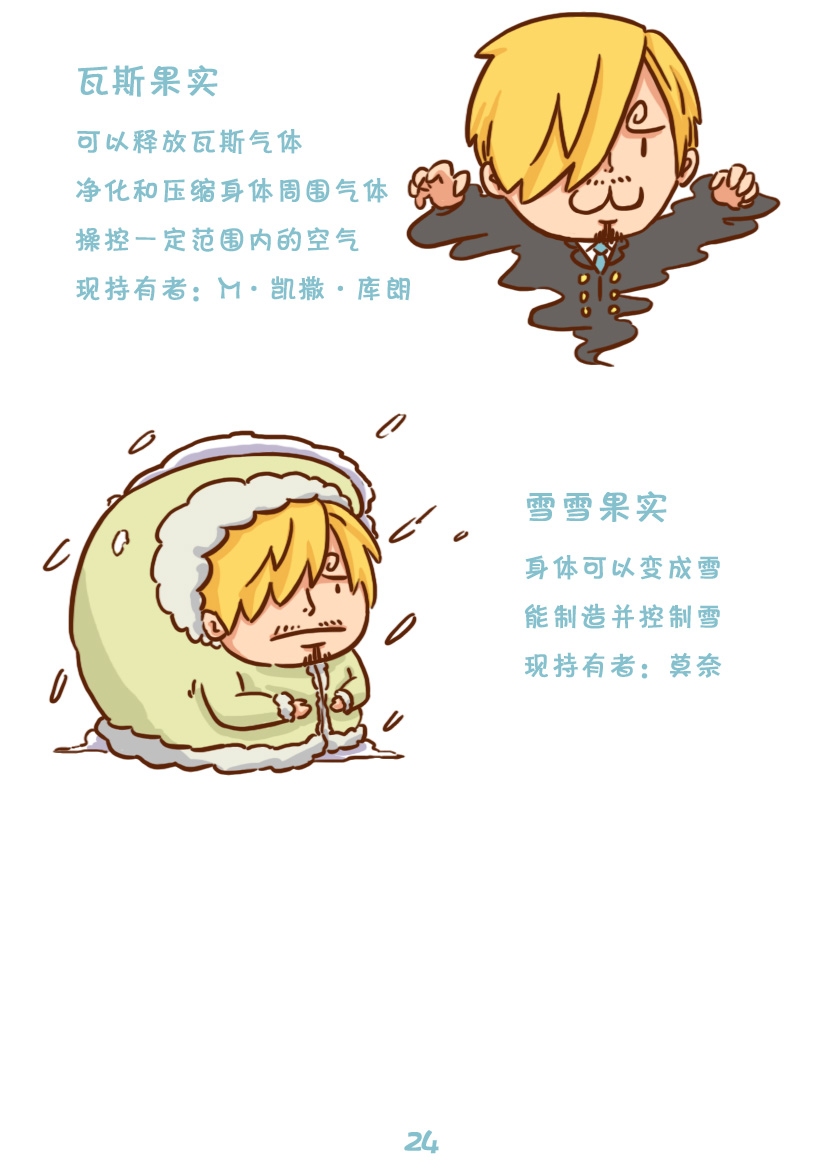 瓦斯果实
可以释放瓦斯气体
净化和压缩身体周围气体
操控一定范围内的空气
现持有者：M·凯撒·库朗
雪雪果实
身体可以变成雪
能制造并控制雪
现持有者：莫奈
24